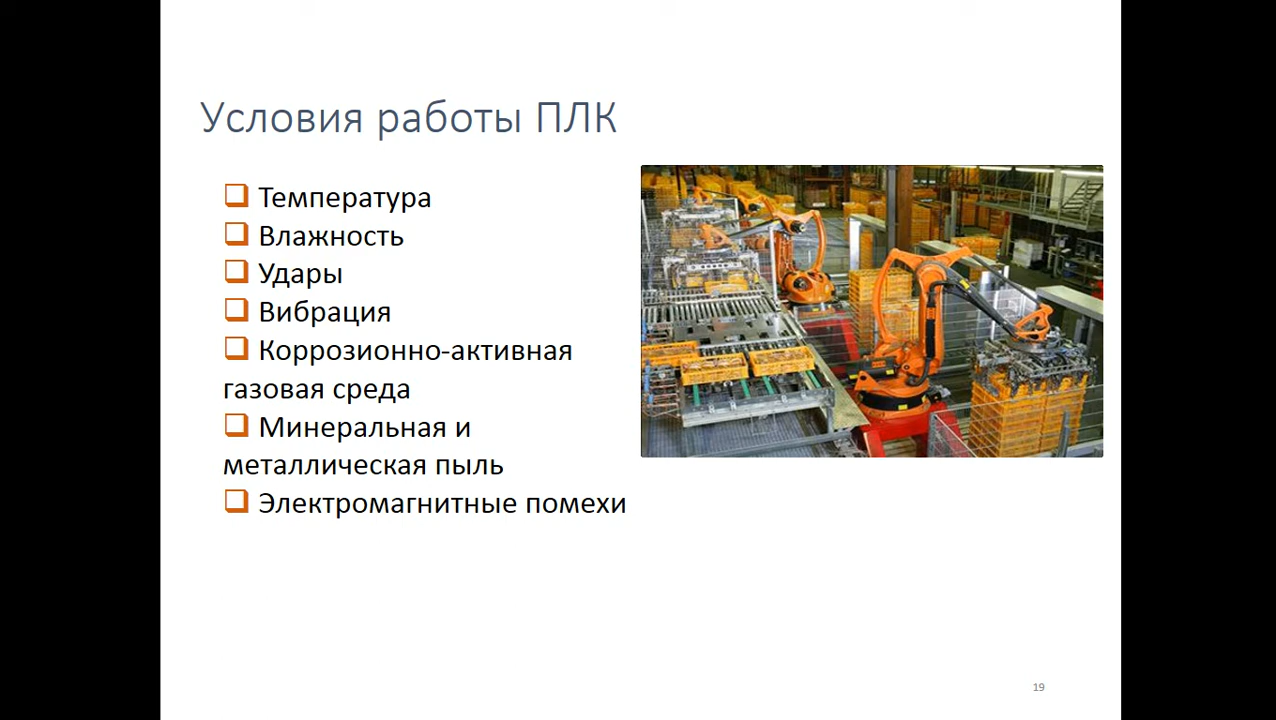 Условия работы ПЛК
Температура
Влажность
Удары
Вибрация
Коррозионно-активная
газовая среда
Минеральная и
металлическая пыль
Электромагнитные помехи
19